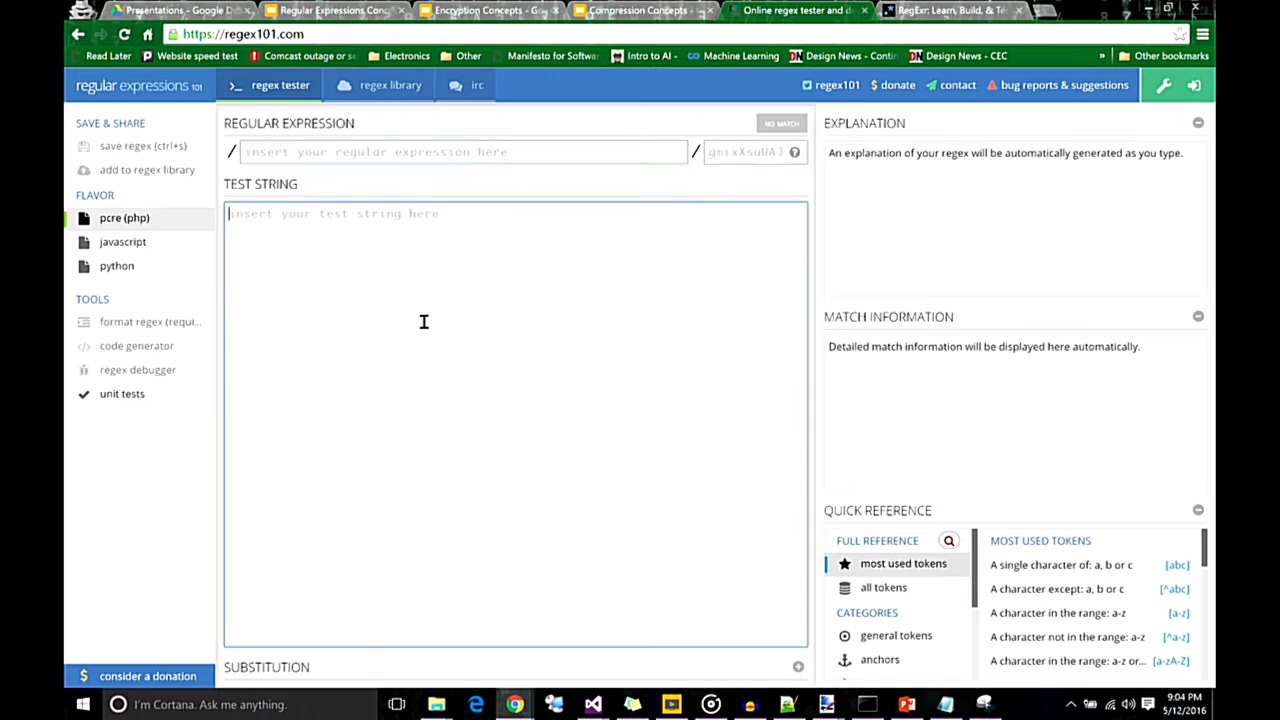 Presentations - Google D
Regular Expressions Conc
Encryption Concepts - Go
Compression Concepts -
Online regex tester and d
RegExr: Learn, Build, & Te
https://regex101.com
Read Later
Website speed test
Comcast outage or se
Electronics
Other
Manifesto for Softwar
Intro to AI -
Machine Learning
DN Design News - Contin
DN Design News - CEC
» Other bookmarks
regular expressions 101
regex tester
regex library
irc
regex101
donate
contact
bug reports & suggestions
SAVE & SHARE
save regex (ctrl+s)
add to regex library
FLAVOR
pcre (php)
javascript
python
TOOLS
format regex (requi...
code generator
regex debugger
unit tests
$ consider a donation
REGULAR EXPRESSION
NO MATCH
/ insert your regular expression here / gmixXsuUAJ
TEST STRING
insert your test string here
SUBSTITUTION
EXPLANATION
An explanation of your regex will be automatically generated as you type.
MATCH INFORMATION
Detailed match information will be displayed here automatically.
QUICK REFERENCE
FULL REFERENCE
most used tokens
all tokens
CATEGORIES
general tokens
anchors
MOST USED TOKENS
A single character of: a, b or c [abc]
A character except: a, b or c [^abc]
A character in the range: a-z [a-z]
A character not in the range: a-z [^a-z]
A character in the range: a-z or... [a-zA-Z]
I'm Cortana. Ask me anything.
9:04 PM
5/12/2016